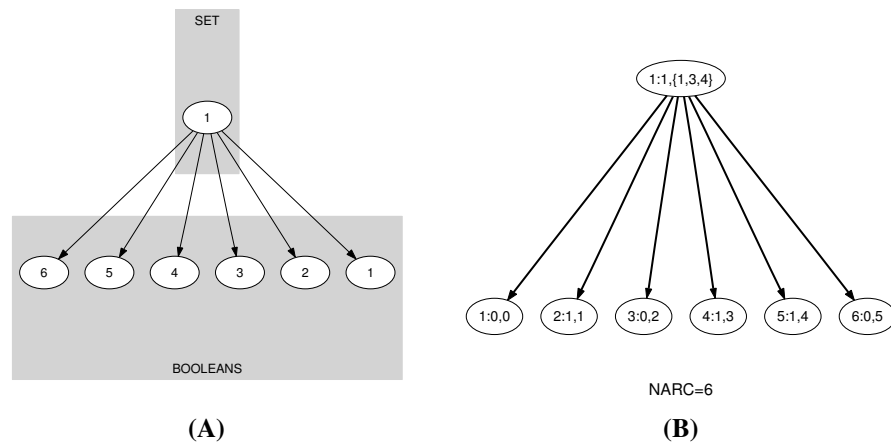 SET
1
6 5 4 3 2 1
BOOLEANS
(A)
1:1,{1,3,4}
1:0,0 2:1,1 3:0,2 4:1,3 5:1,4 6:0,5
NARC=6
(B)